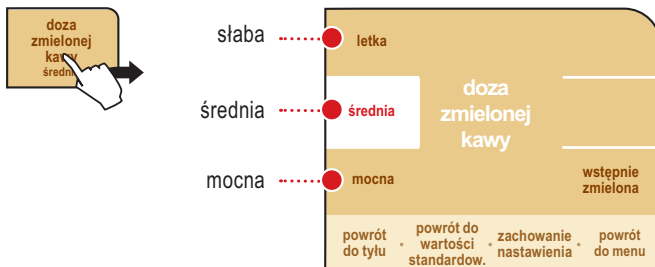 doza
zmielonej
kawy
średnia
słaba
średnia
mocna
letka
średnia
mocna
doza
zmielonej
kawy
wstępnie
zmielona
powrót
do tyłu
powrót do
wartości
standardow.
zachowanie
nastawienia
powrót
do menu